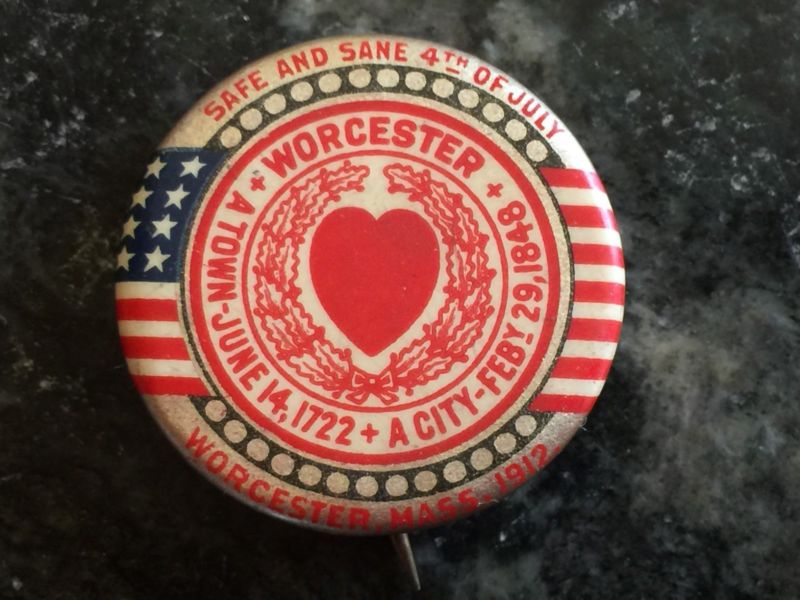 SAFE AND SANE 4TH OF JULY
+ WORCESTER +
A TOWN-JUNE 14, 1722 + A CITY-FEBY 29, 1848
WORCESTER, MASS. 1912.